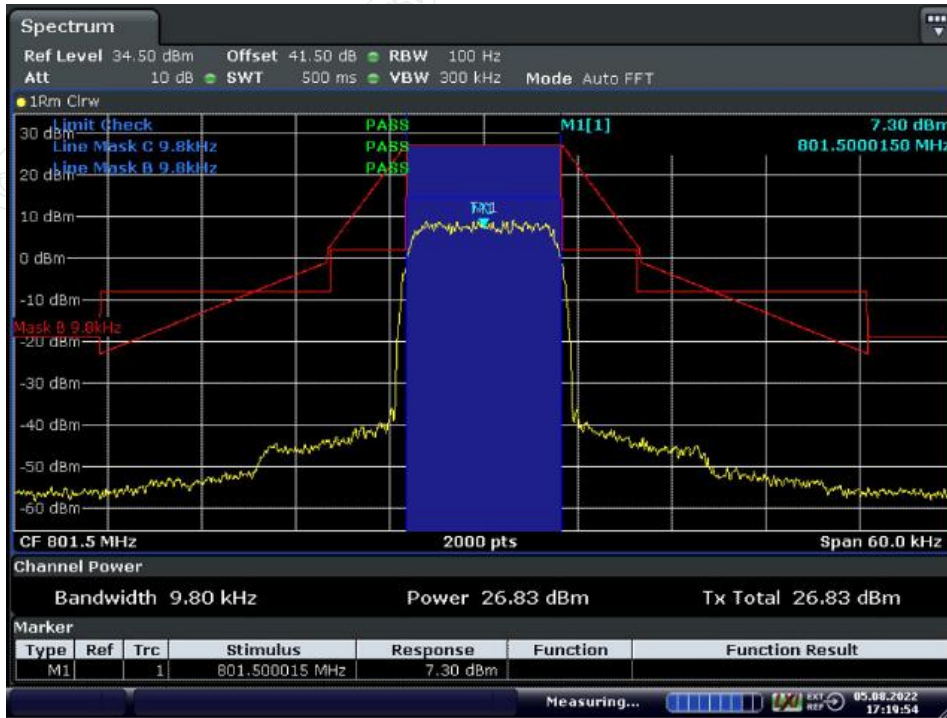 Spectrum
Ref Level 34.50 dBm Offset 41.50 dB RBW 100 Hz
Att 10 dB SWT 500 ms VBW 300 kHz Mode Auto FFT
1Rm Clrw
Limit Check PASS M1[1] 7.30 dBm
30 dBm
Line Mask C 9.8kHz PASS 801.5000150 MHz
Line Mask B 9.8kHz PASS
20 dBm
10 dBm
0 dBm
-10 dBm
Mask B 9.8kHz
-20 dBm
-30 dBm
-40 dBm
-50 dBm
-60 dBm
CF 801.5 MHz 2000 pts Span 60.0 kHz
Channel Power
Bandwidth 9.80 kHz Power 26.83 dBm Tx Total 26.83 dBm
Marker
Type Ref Trc Stimulus Response Function Function Result
M1 1 801.500015 MHz 7.30 dBm
Measuring... LXI EXT REF 05.08.2022
17:19:54